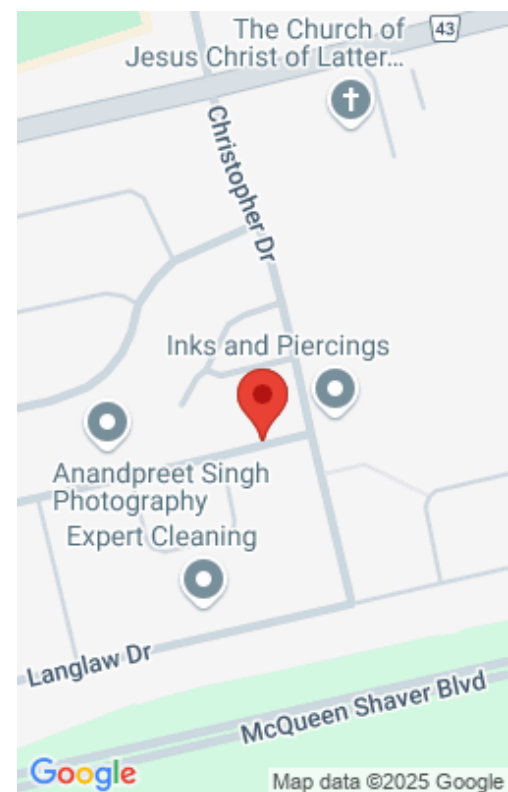 The Church of
Jesus Christ of Latter...
43
Christopher Dr
Inks and Piercings
Anandpreet Singh
Photography
Expert Cleaning
Langlaw Dr
McQueen Shaver Blvd
Google
Map data ©2025 Google